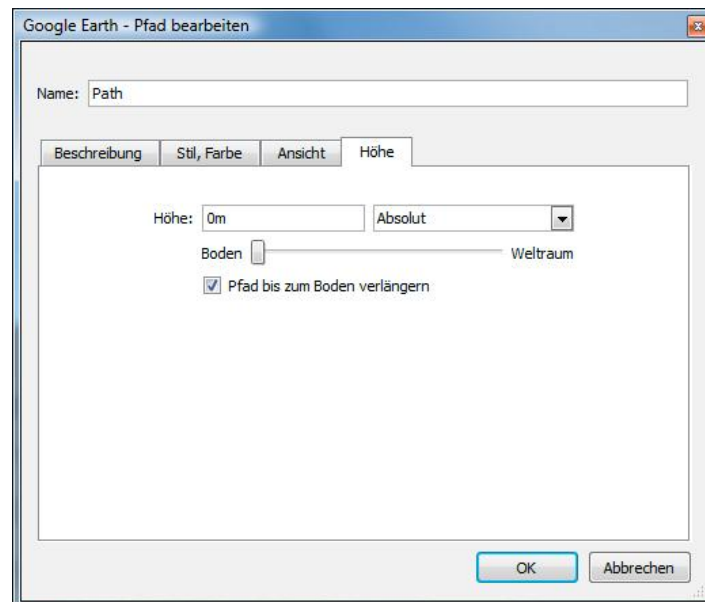 Google Earth - Pfad bearbeiten
Name: Path
Beschreibung Stil, Farbe Ansicht Höhe
Höhe: 0m Absolut
Boden Weltraum
Pfad bis zum Boden verlängern
OK Abbrechen